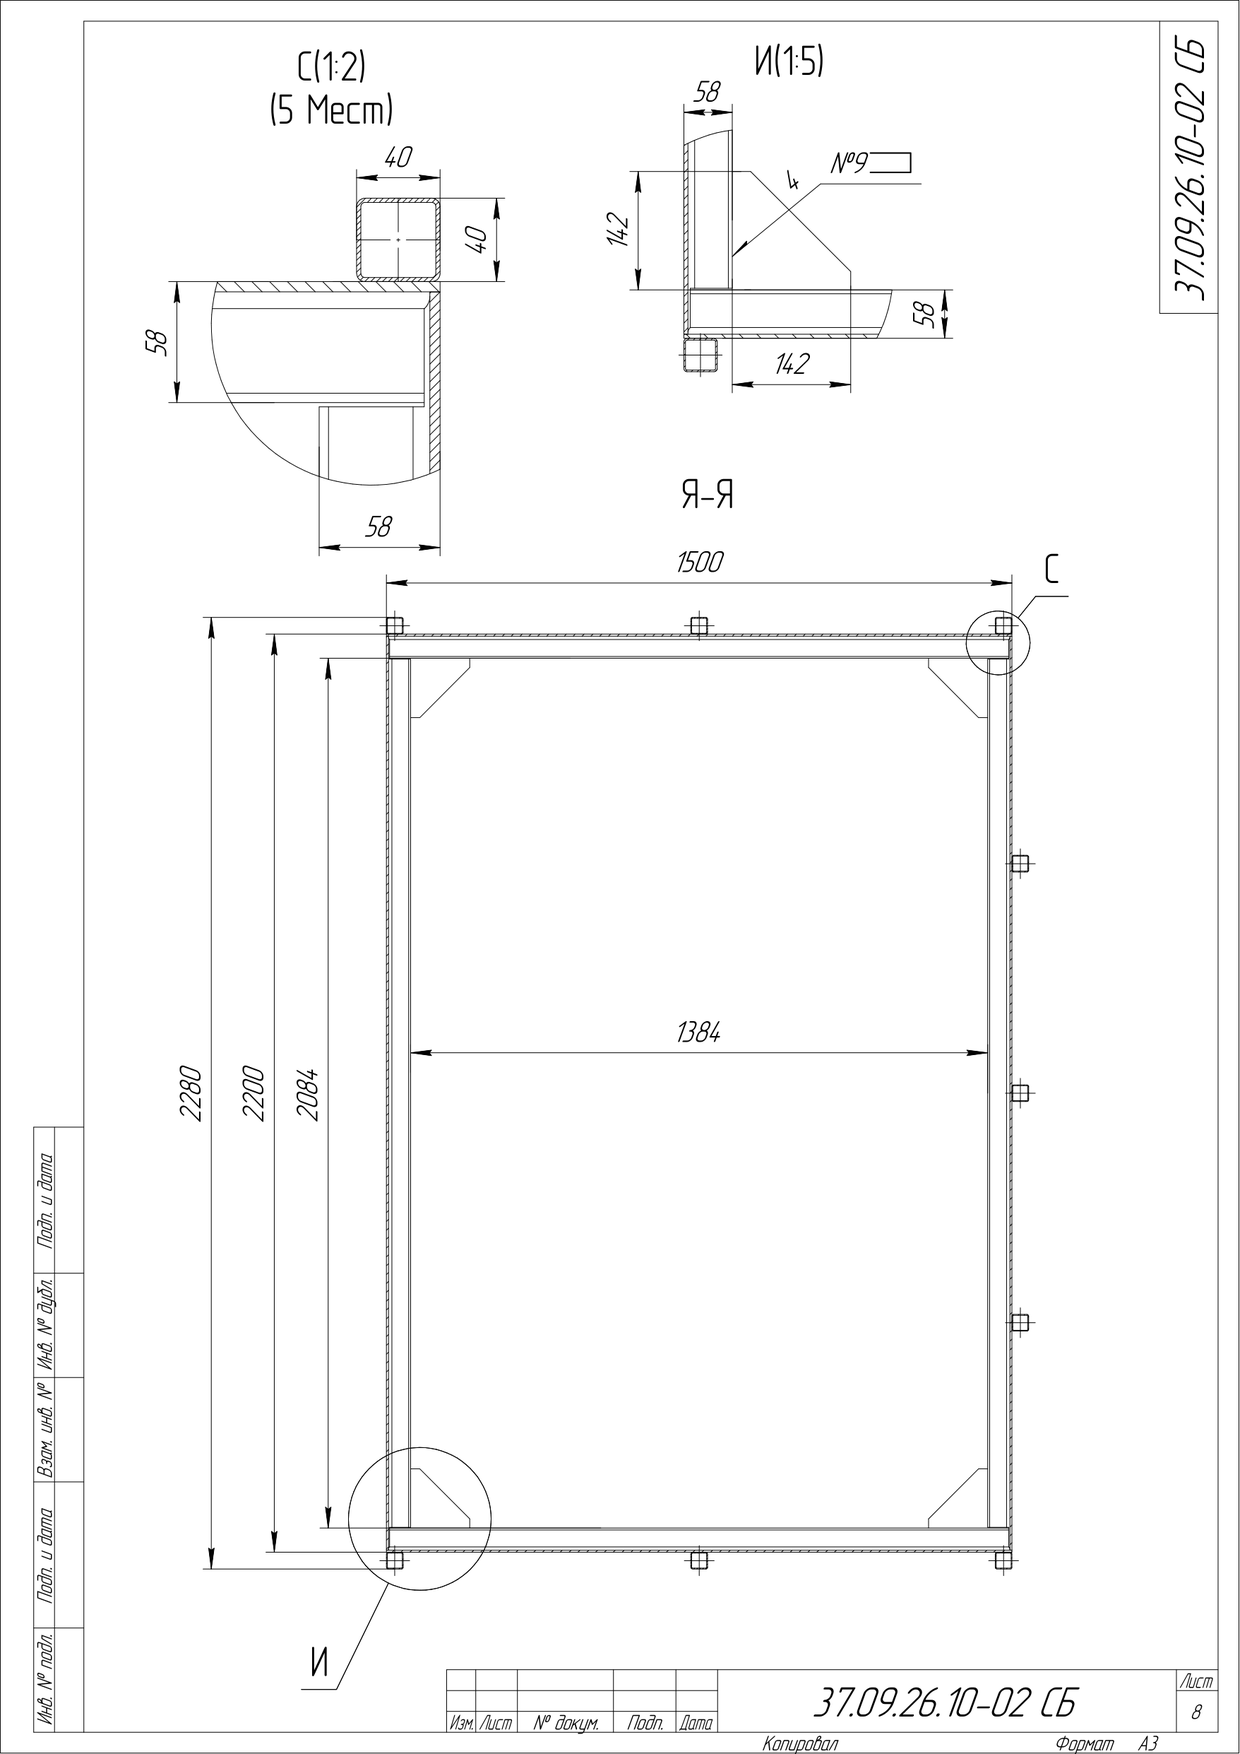 С(1:2)
(5 Мест)
40
40
58
58
И(1:5)
58
142
4
№9
58
142
37.09.26.10-02 СБ
Я-Я
1500
С
2280
2200
2084
1384
И
Подп. и дата
Инв. № дубл.
Взам. инв. №
Подп. и дата
Инв. № подл.
Изм. Лист № докум. Подп. Дата
37.09.26.10-02 СБ
Лист
8
Копировал Формат А3